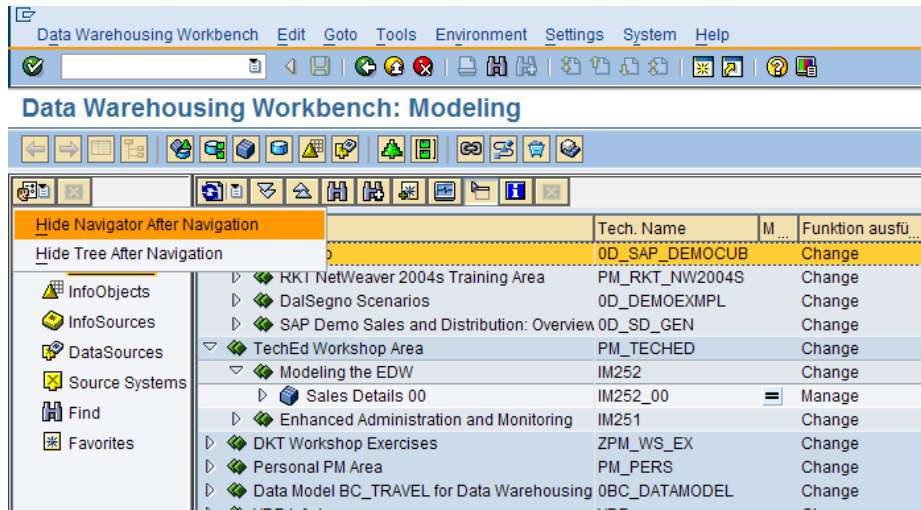 Data Warehousing Workbench Edit Goto Tools Environment Settings System Help
Data Warehousing Workbench: Modeling
Hide Navigator After Navigation
Hide Tree After Navigation
Tech. Name M... Funktion ausfü...
0D_SAP_DEMOCUB Change
RKT NetWeaver 2004s Training Area PM_RKT_NW2004S Change
InfoObjects
DalSegno Scenarios 0D_DEMOEXMPL Change
InfoSources
SAP Demo Sales and Distribution: Overview 0D_SD_GEN Change
DataSources
TechEd Workshop Area PM_TECHED Change
Modeling the EDW IM252 Change
Source Systems
Sales Details 00 IM252_00 = Manage
Find
Enhanced Administration and Monitoring IM251 Change
Favorites
DKT Workshop Exercises ZPM_WS_EX Change
Personal PM Area PM_PERS Change
Data Model BC_TRAVEL for Data Warehousing 0BC_DATAMODEL Change